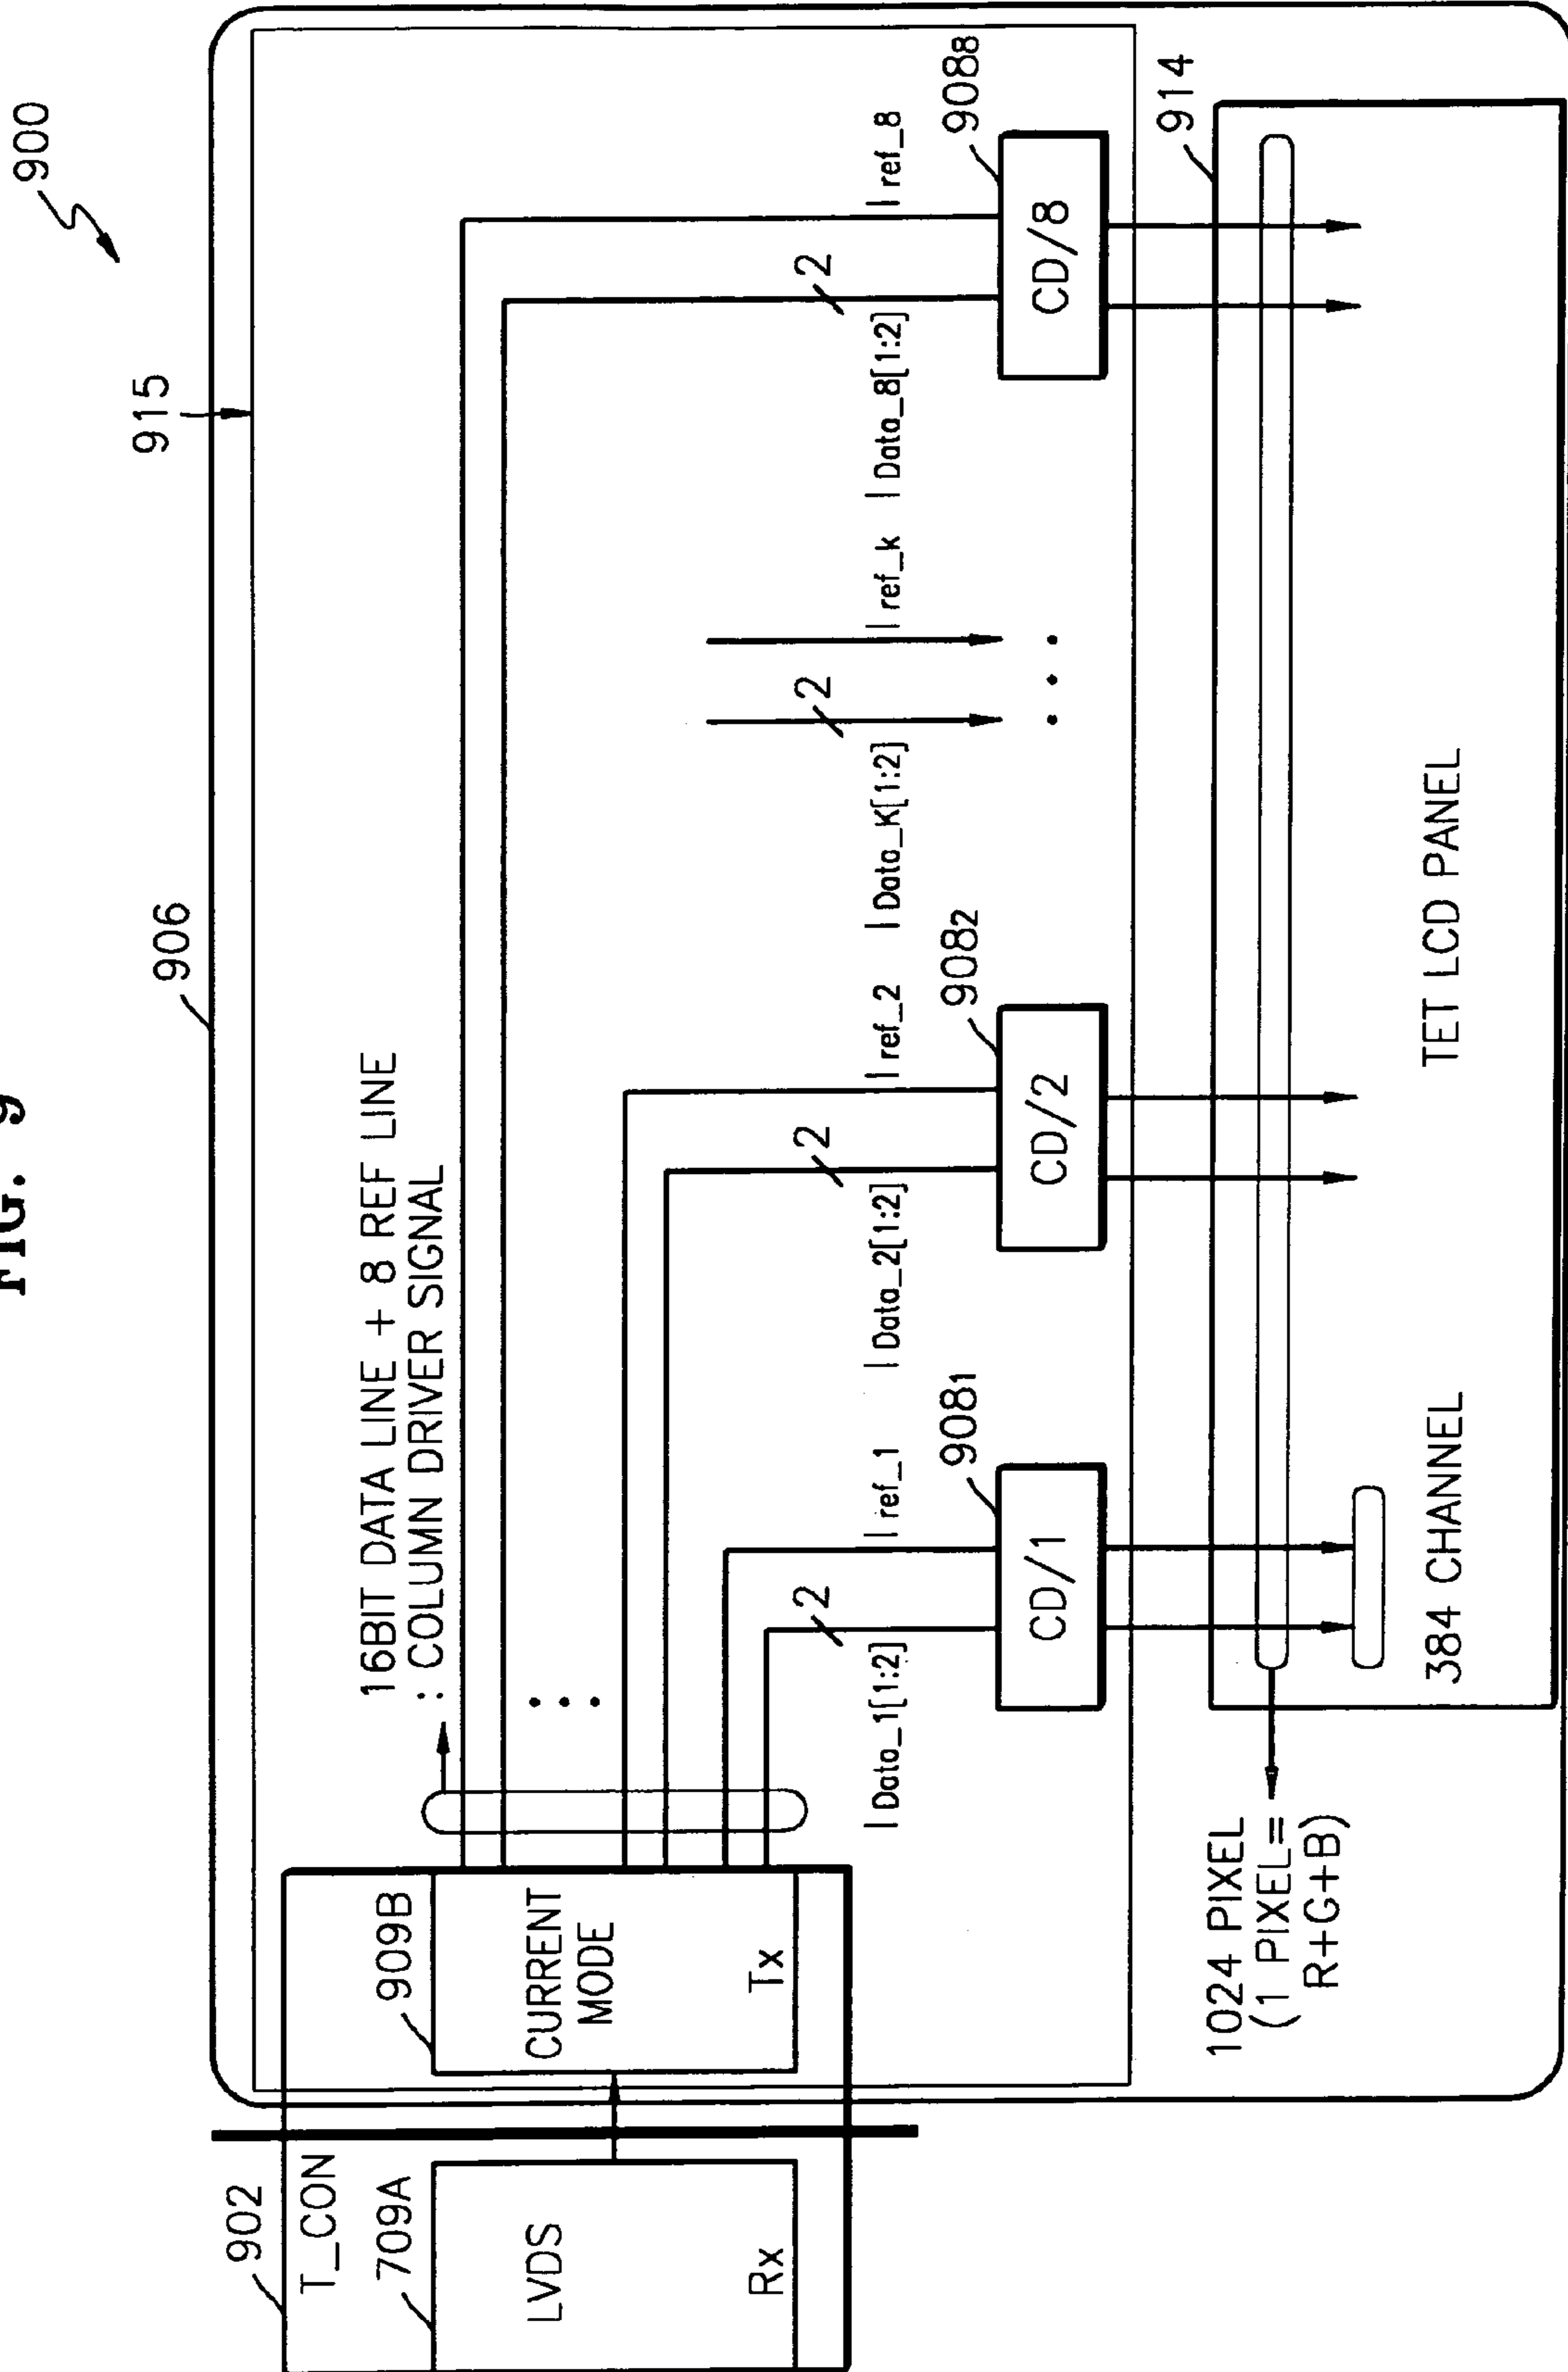 FIG. 9
900
906
915
902
T_CON
709A
LVDS
Rx
909B
CURRENT
MODE
Tx
16BIT DATA LINE + 8 REF LINE
: COLUMN DRIVER SIGNAL
I Data_1[1:2]
2
I ref_1
I Data_2[1:2]
2
I ref_2
I Data_K[1:2]
2
I ref_k
I Data_8[1:2]
2
I ref_8
CD/1
908₁
CD/2
908₂
CD/8
908₈
914
1024 PIXEL
(1 PIXEL=
R+G+B)
384 CHANNEL
TET LCD PANEL